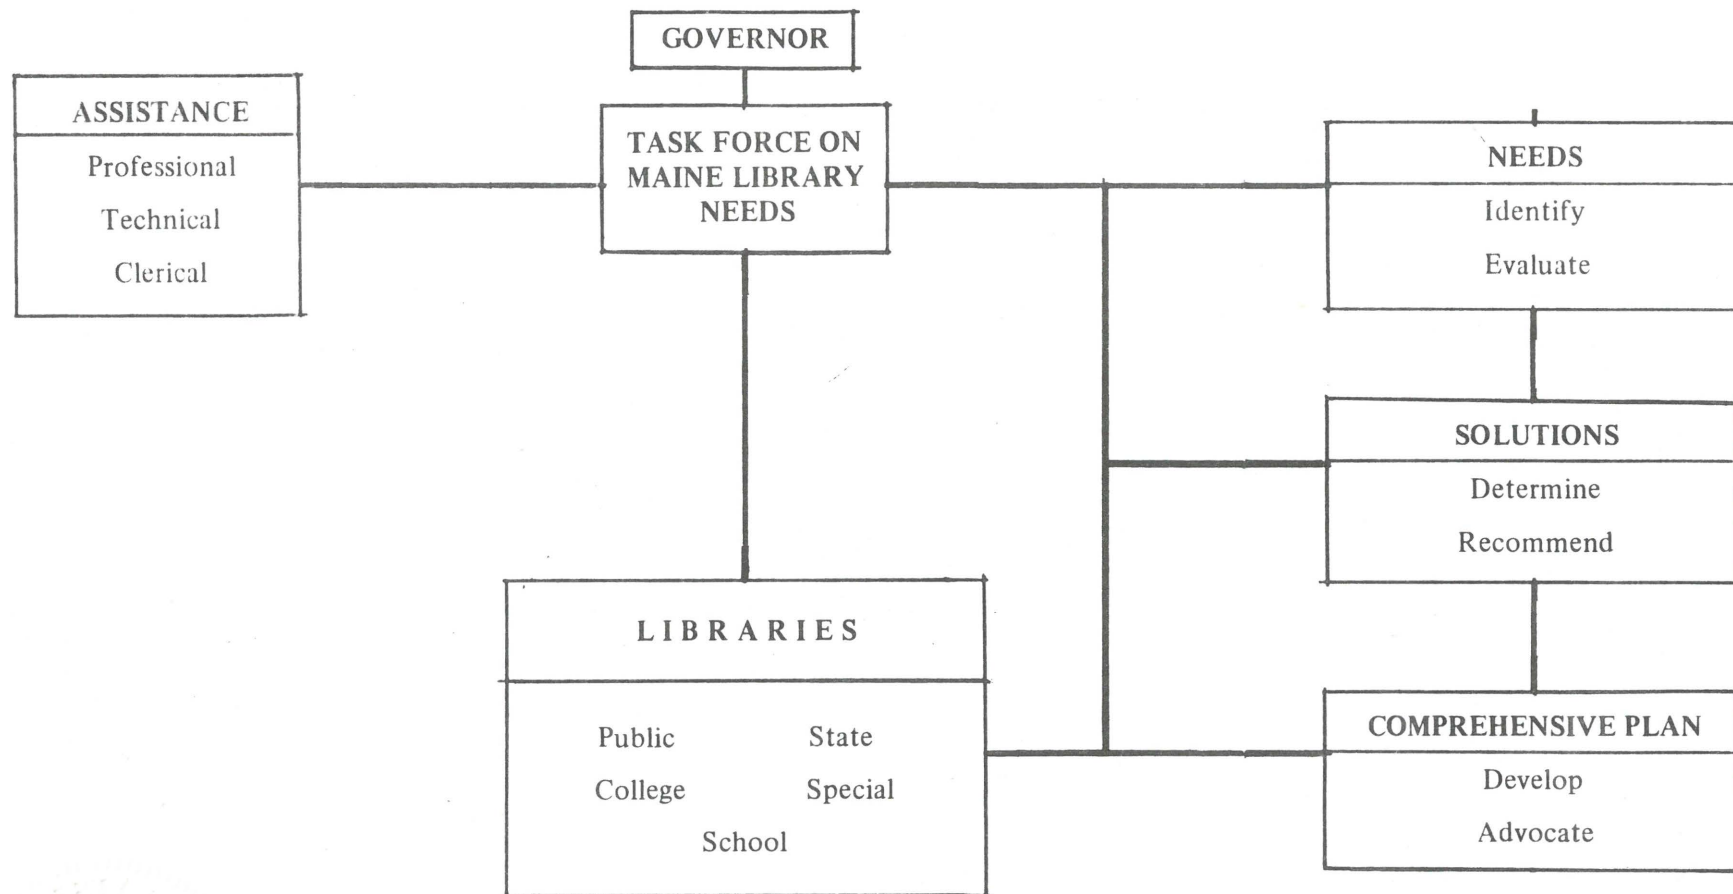 GOVERNOR
ASSISTANCE
Professional
Technical
Clerical
TASK FORCE ON
MAINE LIBRARY
NEEDS
NEEDS
Identify
Evaluate
SOLUTIONS
Determine
Recommend
LIBRARIES
Public State
College Special
School
COMPREHENSIVE PLAN
Develop
Advocate